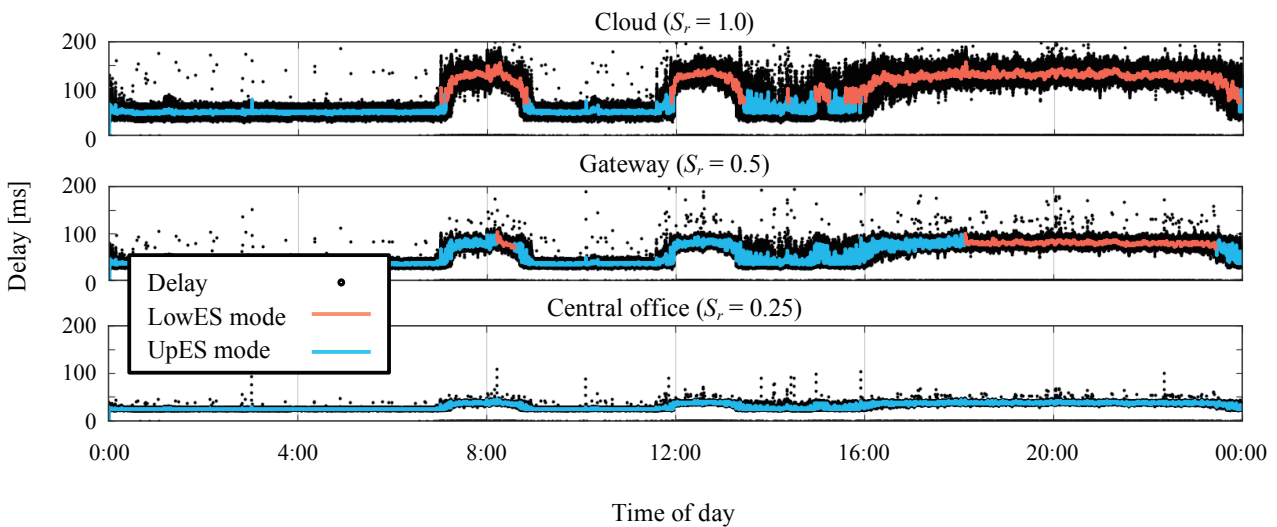 Cloud (Sr = 1.0)
200
100
0
Gateway (Sr = 0.5)
200
100
0
Delay [ms]
Delay
LowES mode
UpES mode
Central office (Sr = 0.25)
200
100
0
0:00 4:00 8:00 12:00 16:00 20:00 00:00
Time of day